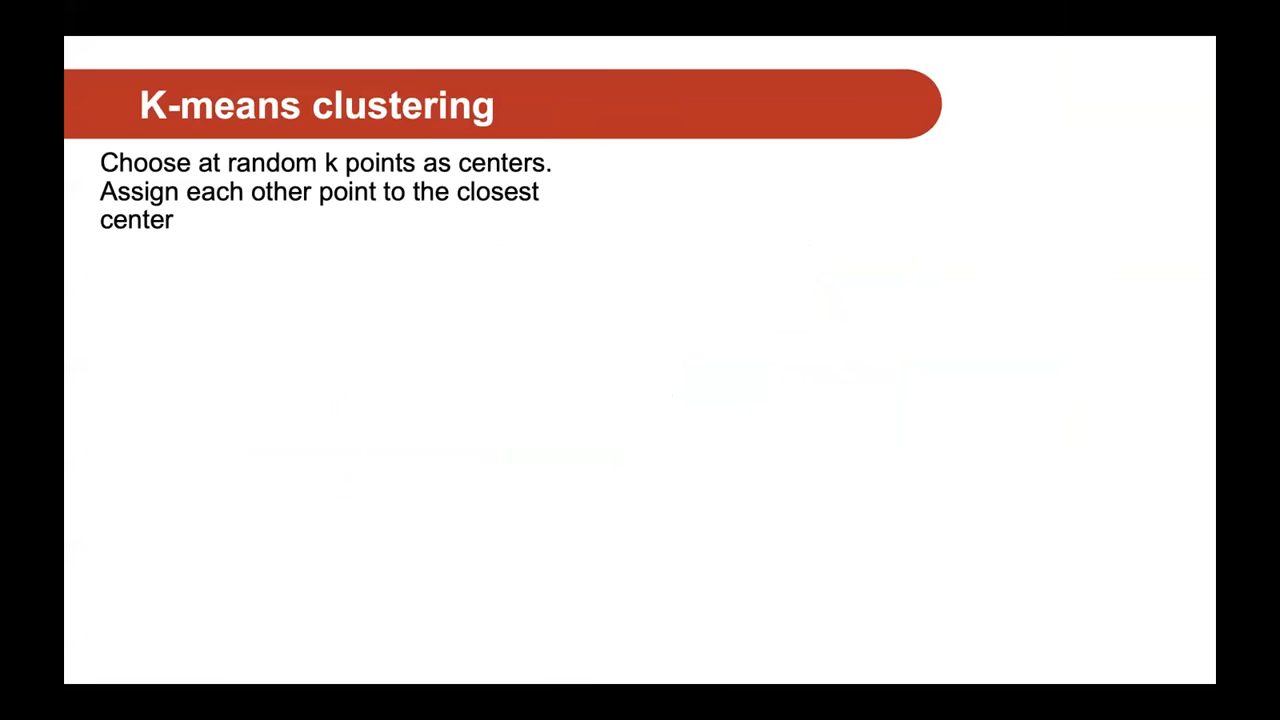 K-means clustering
Choose at random k points as centers.
Assign each other point to the closest
center